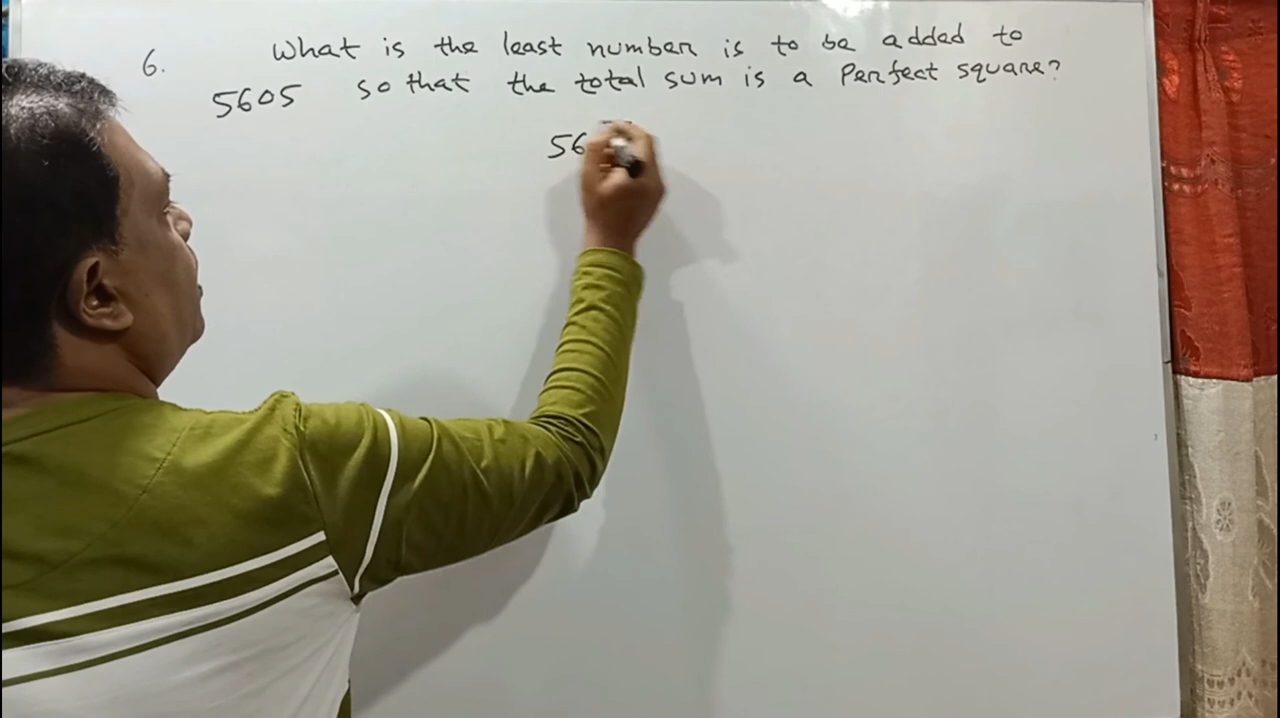 6. What is the least number is to be added to
5605 so that the total sum is a Perfect square?
56